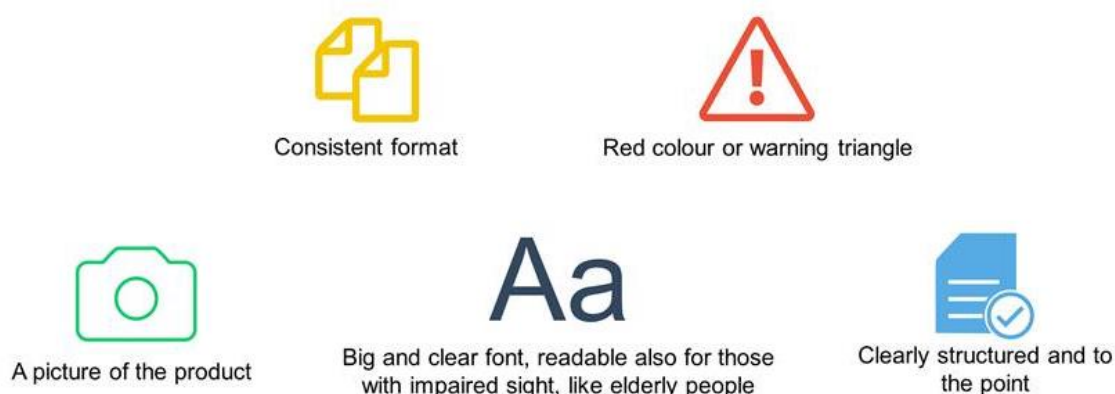 Consistent format
Red colour or warning triangle
A picture of the product
Aa
Big and clear font, readable also for those
with impaired sight, like elderly people
Clearly structured and to
the point